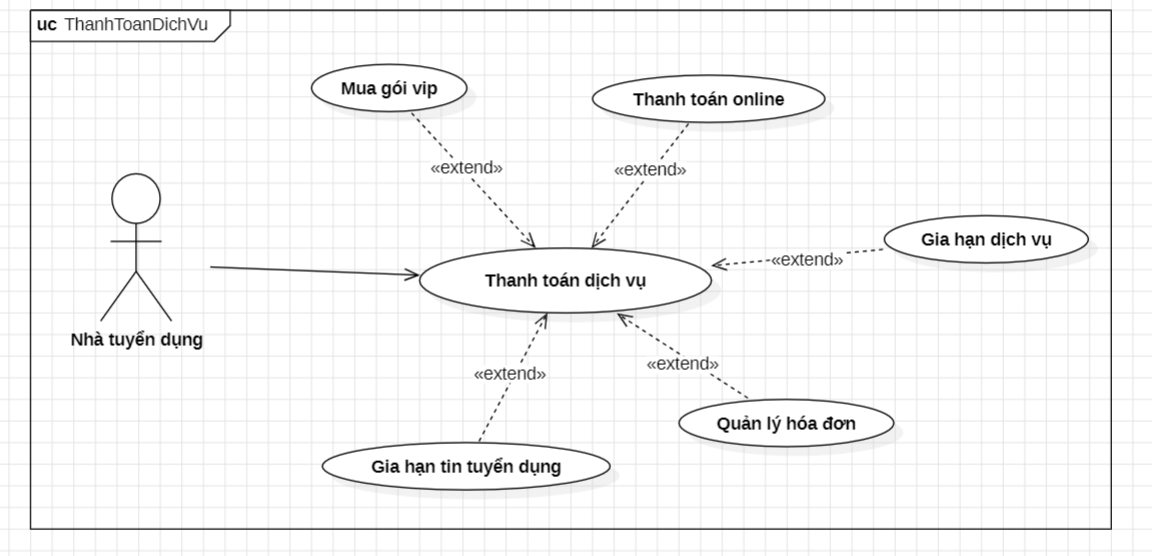 uc ThanhToanDichVu
Mua gói vip
Thanh toán online
«extend»
«extend»
Gia hạn dịch vụ
«extend»
Thanh toán dịch vụ
Nhà tuyển dụng
«extend»
«extend»
Quản lý hóa đơn
Gia hạn tin tuyển dụng